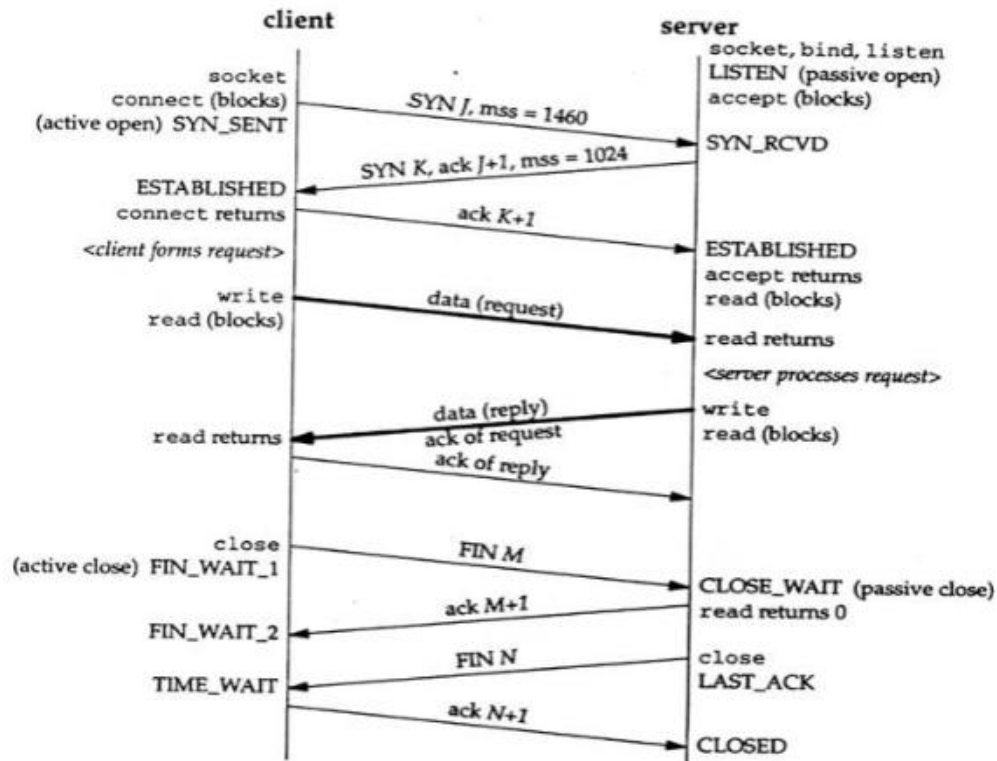 client
server
socket, bind, listen
LISTEN (passive open)
accept (blocks)
socket
connect (blocks)
(active open) SYN_SENT
SYN J, mss = 1460
SYN_RCVD
SYN K, ack J+1, mss = 1024
ESTABLISHED
connect returns
ack K+1
<client forms request>
ESTABLISHED
accept returns
read (blocks)
write
read (blocks)
data (request)
read returns
<server processes request>
data (reply)
ack of request
write
read (blocks)
read returns
ack of reply
close
(active close) FIN_WAIT_1
FIN M
CLOSE_WAIT (passive close)
read returns 0
ack M+1
FIN_WAIT_2
FIN N
close
LAST_ACK
TIME_WAIT
ack N+1
CLOSED